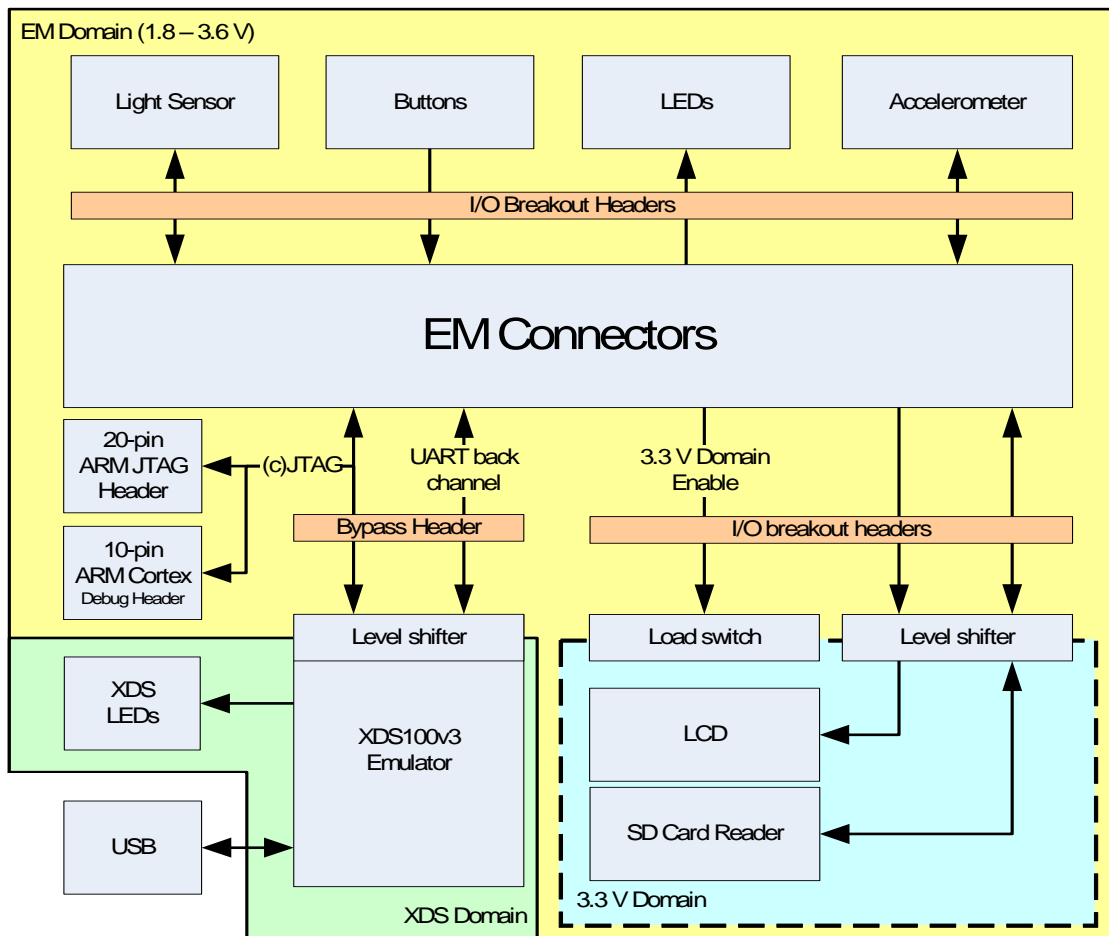 EM Domain (1.8 – 3.6 V)
Light Sensor
Buttons
LEDs
Accelerometer
I/O Breakout Headers
EM Connectors
20-pin
ARM JTAG
Header
(c)JTAG
UART back
channel
3.3 V Domain
Enable
Bypass Header
I/O breakout headers
10-pin
ARM Cortex
Debug Header
Level shifter
Load switch
Level shifter
XDS
LEDs
XDS100v3
Emulator
LCD
USB
SD Card Reader
XDS Domain
3.3 V Domain